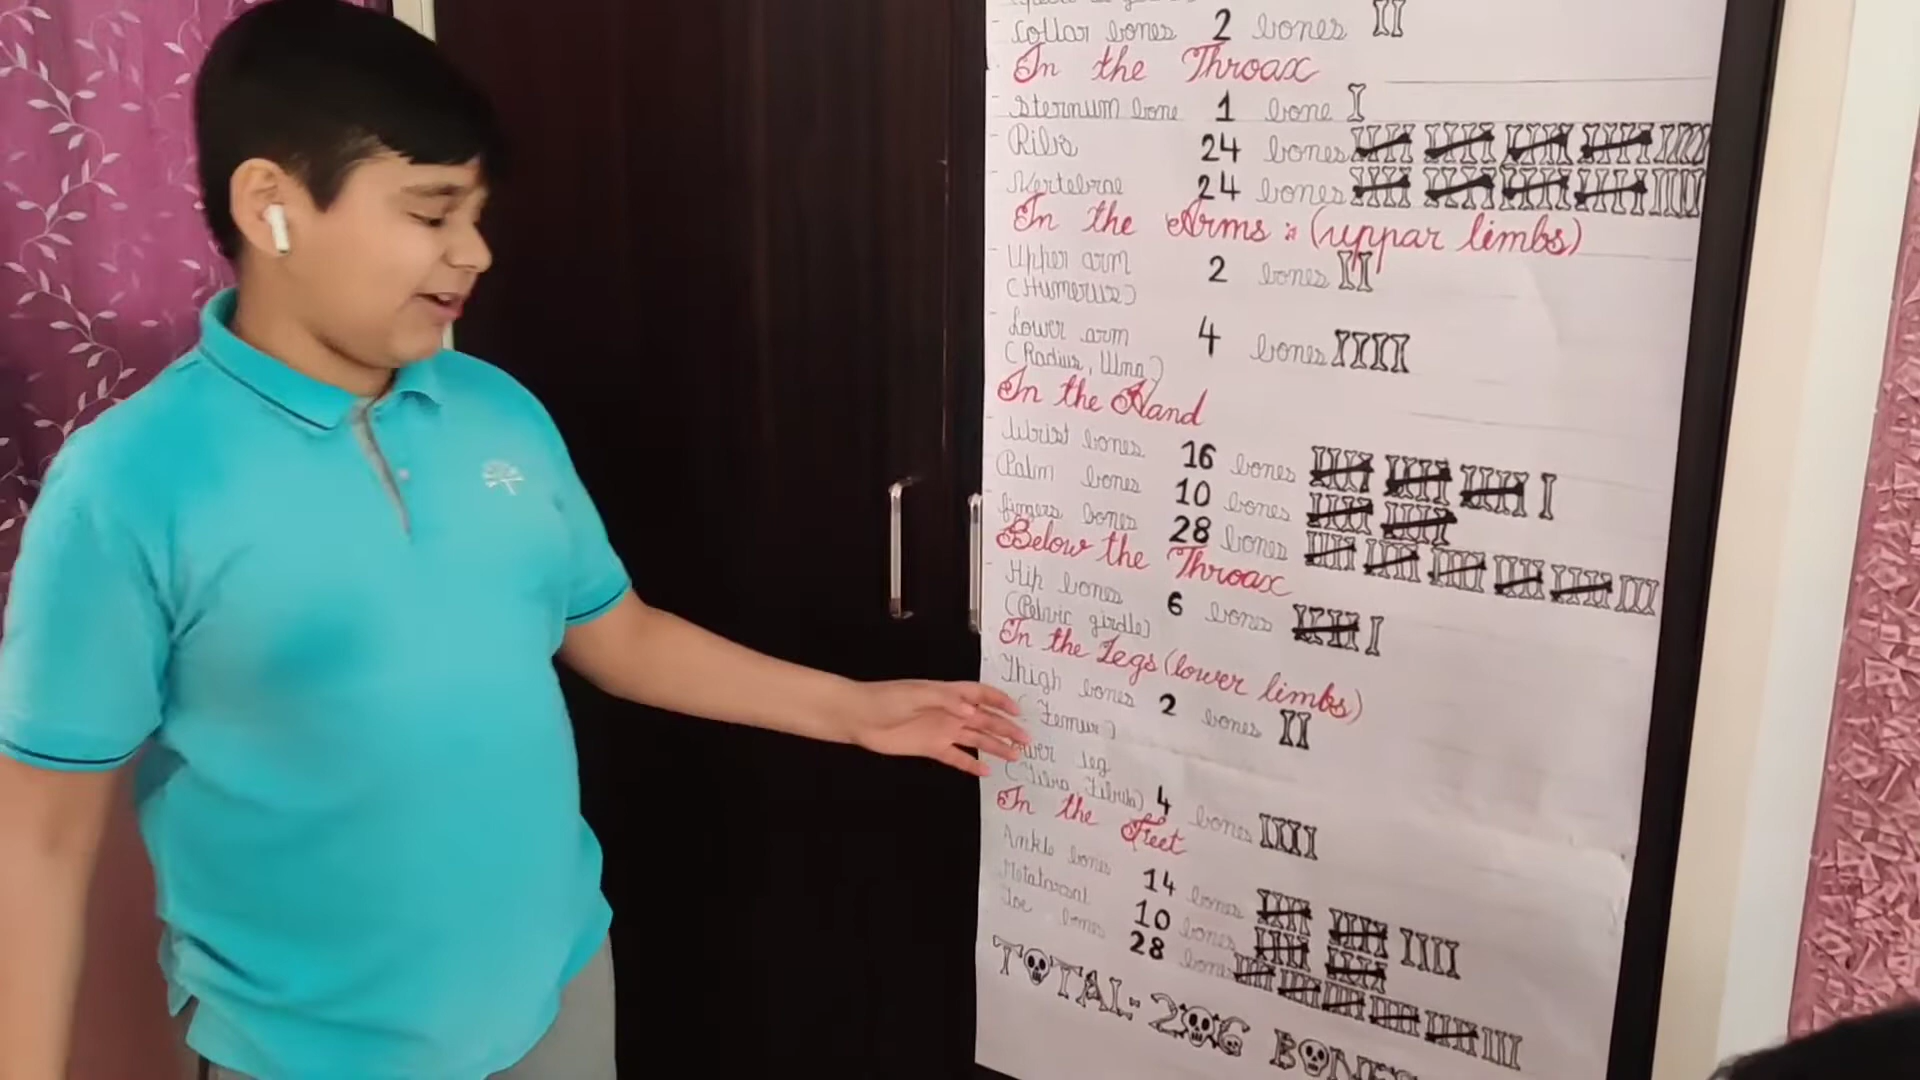 Collar bones 2 bones
In the Throax
- Sternum bone 1 bone
- Ribs 24 bones
- Vertebrae 24 bones
In the Arms : (uppar limbs)
- Upper arm 2 bones
(Humerus)
- Lower arm 4 bones
(Radius, Ulna)
In the Hand
Wrist bones 16 bones
Palm bones 10 bones
fingers bones 28 bones
Below the Throax
- Hip bones 6 bones
(Pelvic girdle)
In the Legs (lower limbs)
- Thigh bones 2 bones
(Femur)
leg
4 bones
In the Feet
Ankle bones 14 bones
Metatarsal 10 bones
Toe bones 28 bones
TOTAL- 206 BONES